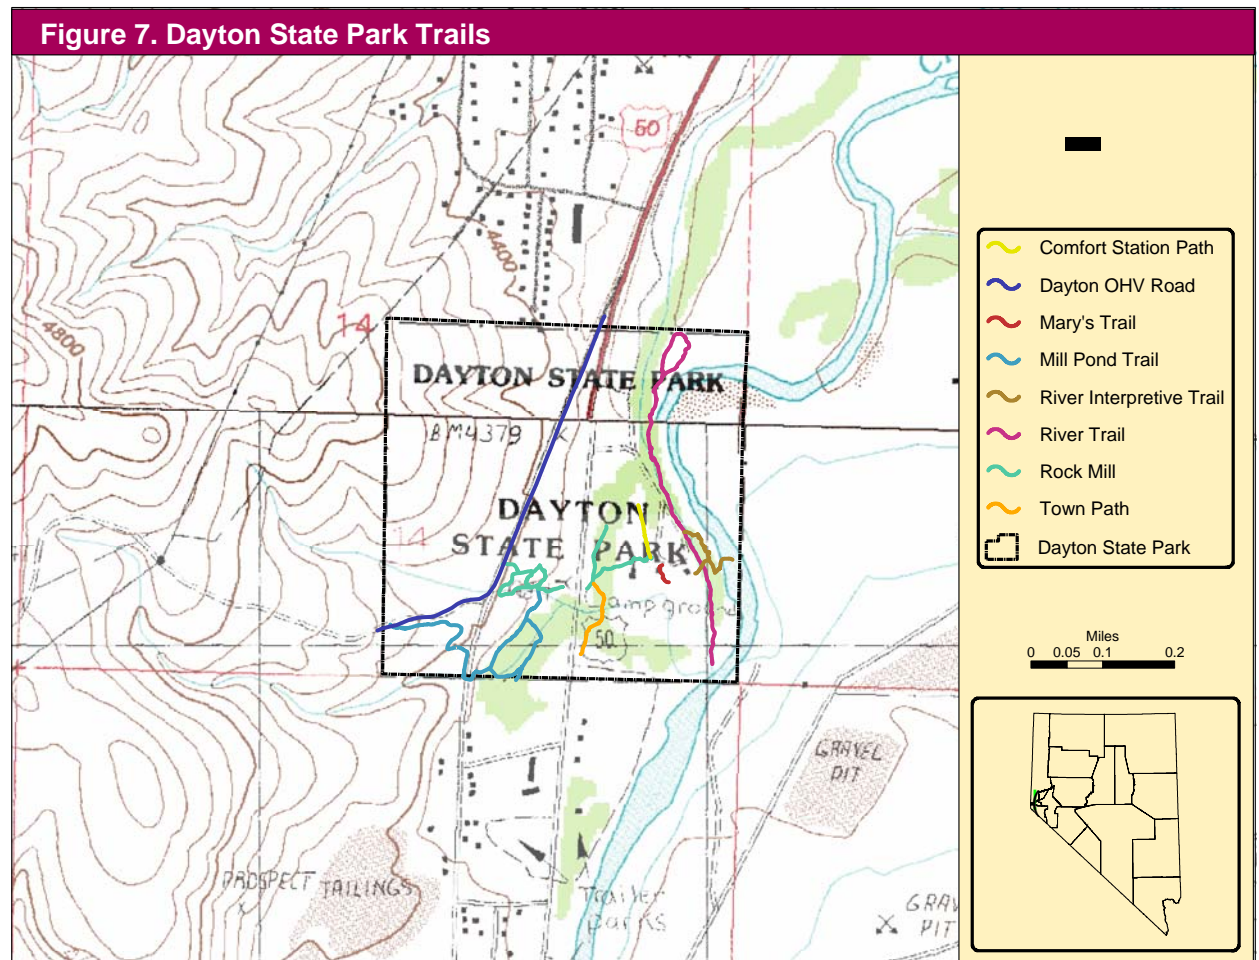 Figure 7. Dayton State Park Trails
50
4400
14
4800
DAYTON STATE PARK
BM4379
DAYTON
STATE PARK
14
Campground
50
GRAVEL
PIT
PROSPECT
TAILINGS
Trailer
parks
GRAV
PIT
Comfort Station Path
Dayton OHV Road
Mary's Trail
Mill Pond Trail
River Interpretive Trail
River Trail
Rock Mill
Town Path
Dayton State Park
Miles
0 0.05 0.1 0.2